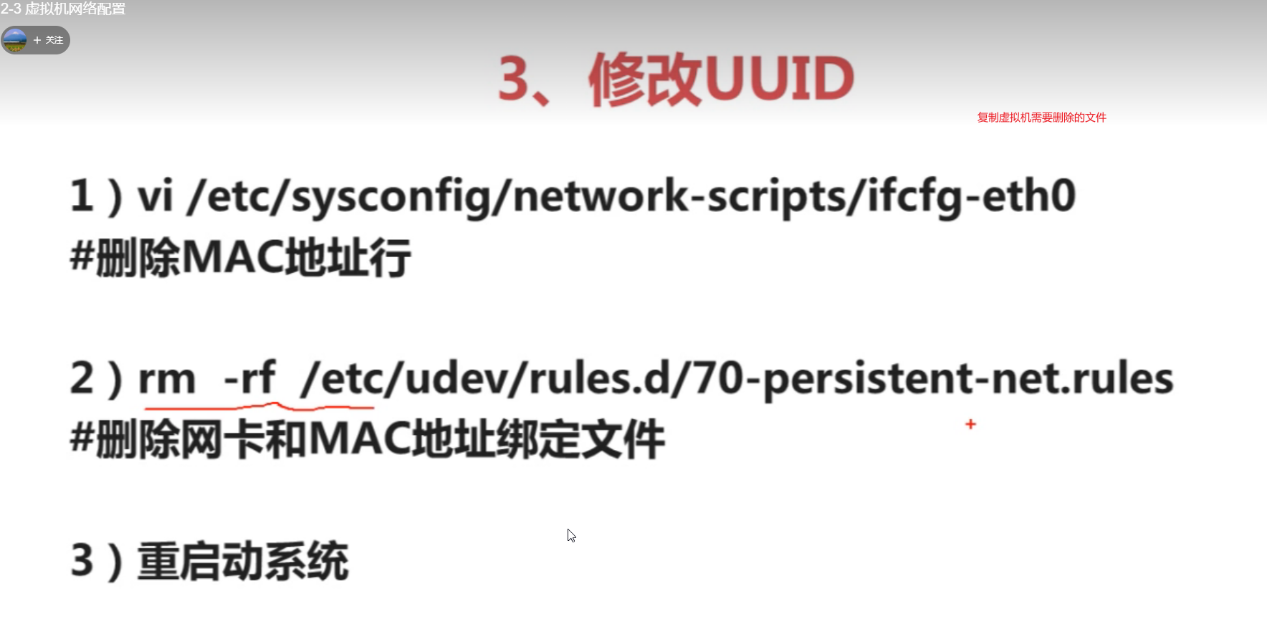 2-3 虚拟机网络配置
+ 关注
3、修改UUID
复制虚拟机需要删除的文件
1）vi /etc/sysconfig/network-scripts/ifcfg-eth0
#删除MAC地址行
2）rm -rf /etc/udev/rules.d/70-persistent-net.rules
#删除网卡和MAC地址绑定文件
3）重启动系统